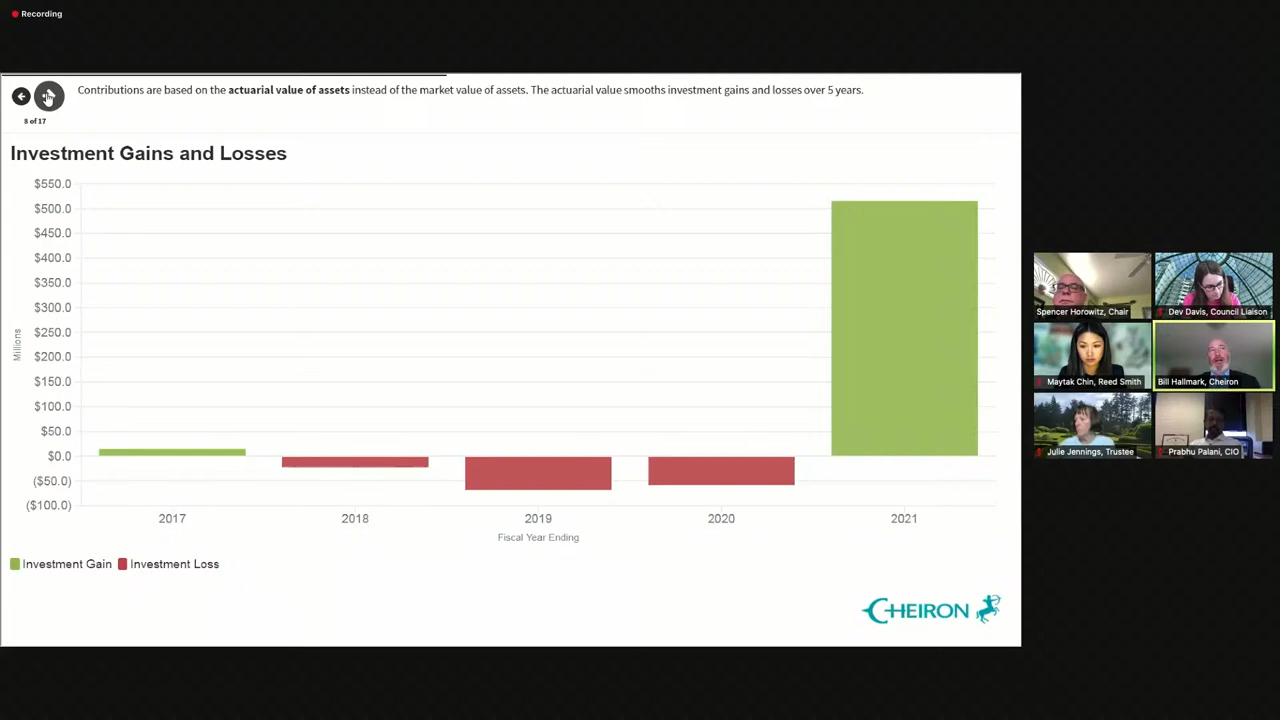 Recording
Contributions are based on the actuarial value of assets instead of the market value of assets. The actuarial value smooths investment gains and losses over 5 years.
8 of 17
Investment Gains and Losses
$550.0
$500.0
$450.0
$400.0
$350.0
$300.0
$250.0
$200.0
$150.0
$100.0
$50.0
$0.0
($50.0)
($100.0)
Millions
2017 2018 2019 2020 2021
Fiscal Year Ending
Investment Gain Investment Loss
CHEIRON
Spencer Horowitz, Chair
Dev Davis, Council Liaison
Maytak Chin, Reed Smith
Bill Hallmark, Cheiron
Julie Jennings, Trustee
Prabhu Palani, CIO